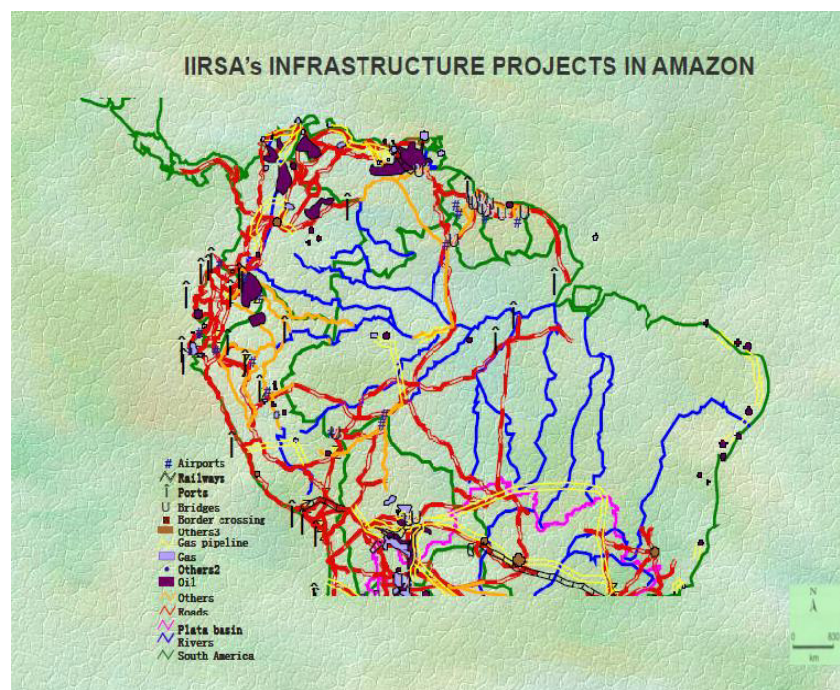 IIRSA's INFRASTRUCTURE PROJECTS IN AMAZON
Airports
Railways
Ports
Bridges
Border crossing
Others3
Gas pipeline
Gas
Others2
Oil
Others
Roads
Plata basin
Rivers
South America
N
0 830
km